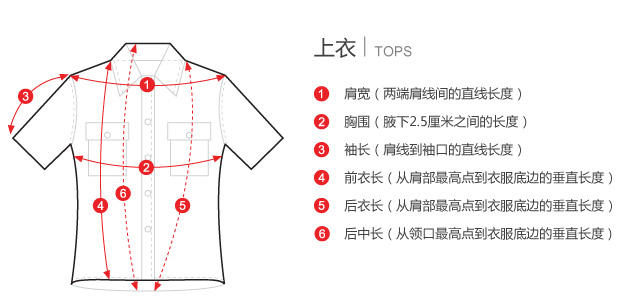 上衣 | TOPS
1 肩宽（两端肩线间的直线长度）
2 胸围（腋下2.5厘米之间的长度）
3 袖长（肩线到袖口的直线长度）
4 前衣长（从肩部最高点到衣服底边的垂直长度）
5 后衣长（从肩部最高点到衣服底边的垂直长度）
6 后中长（从领口最高点到衣服底边的垂直长度）
1
3
2
6
4
5